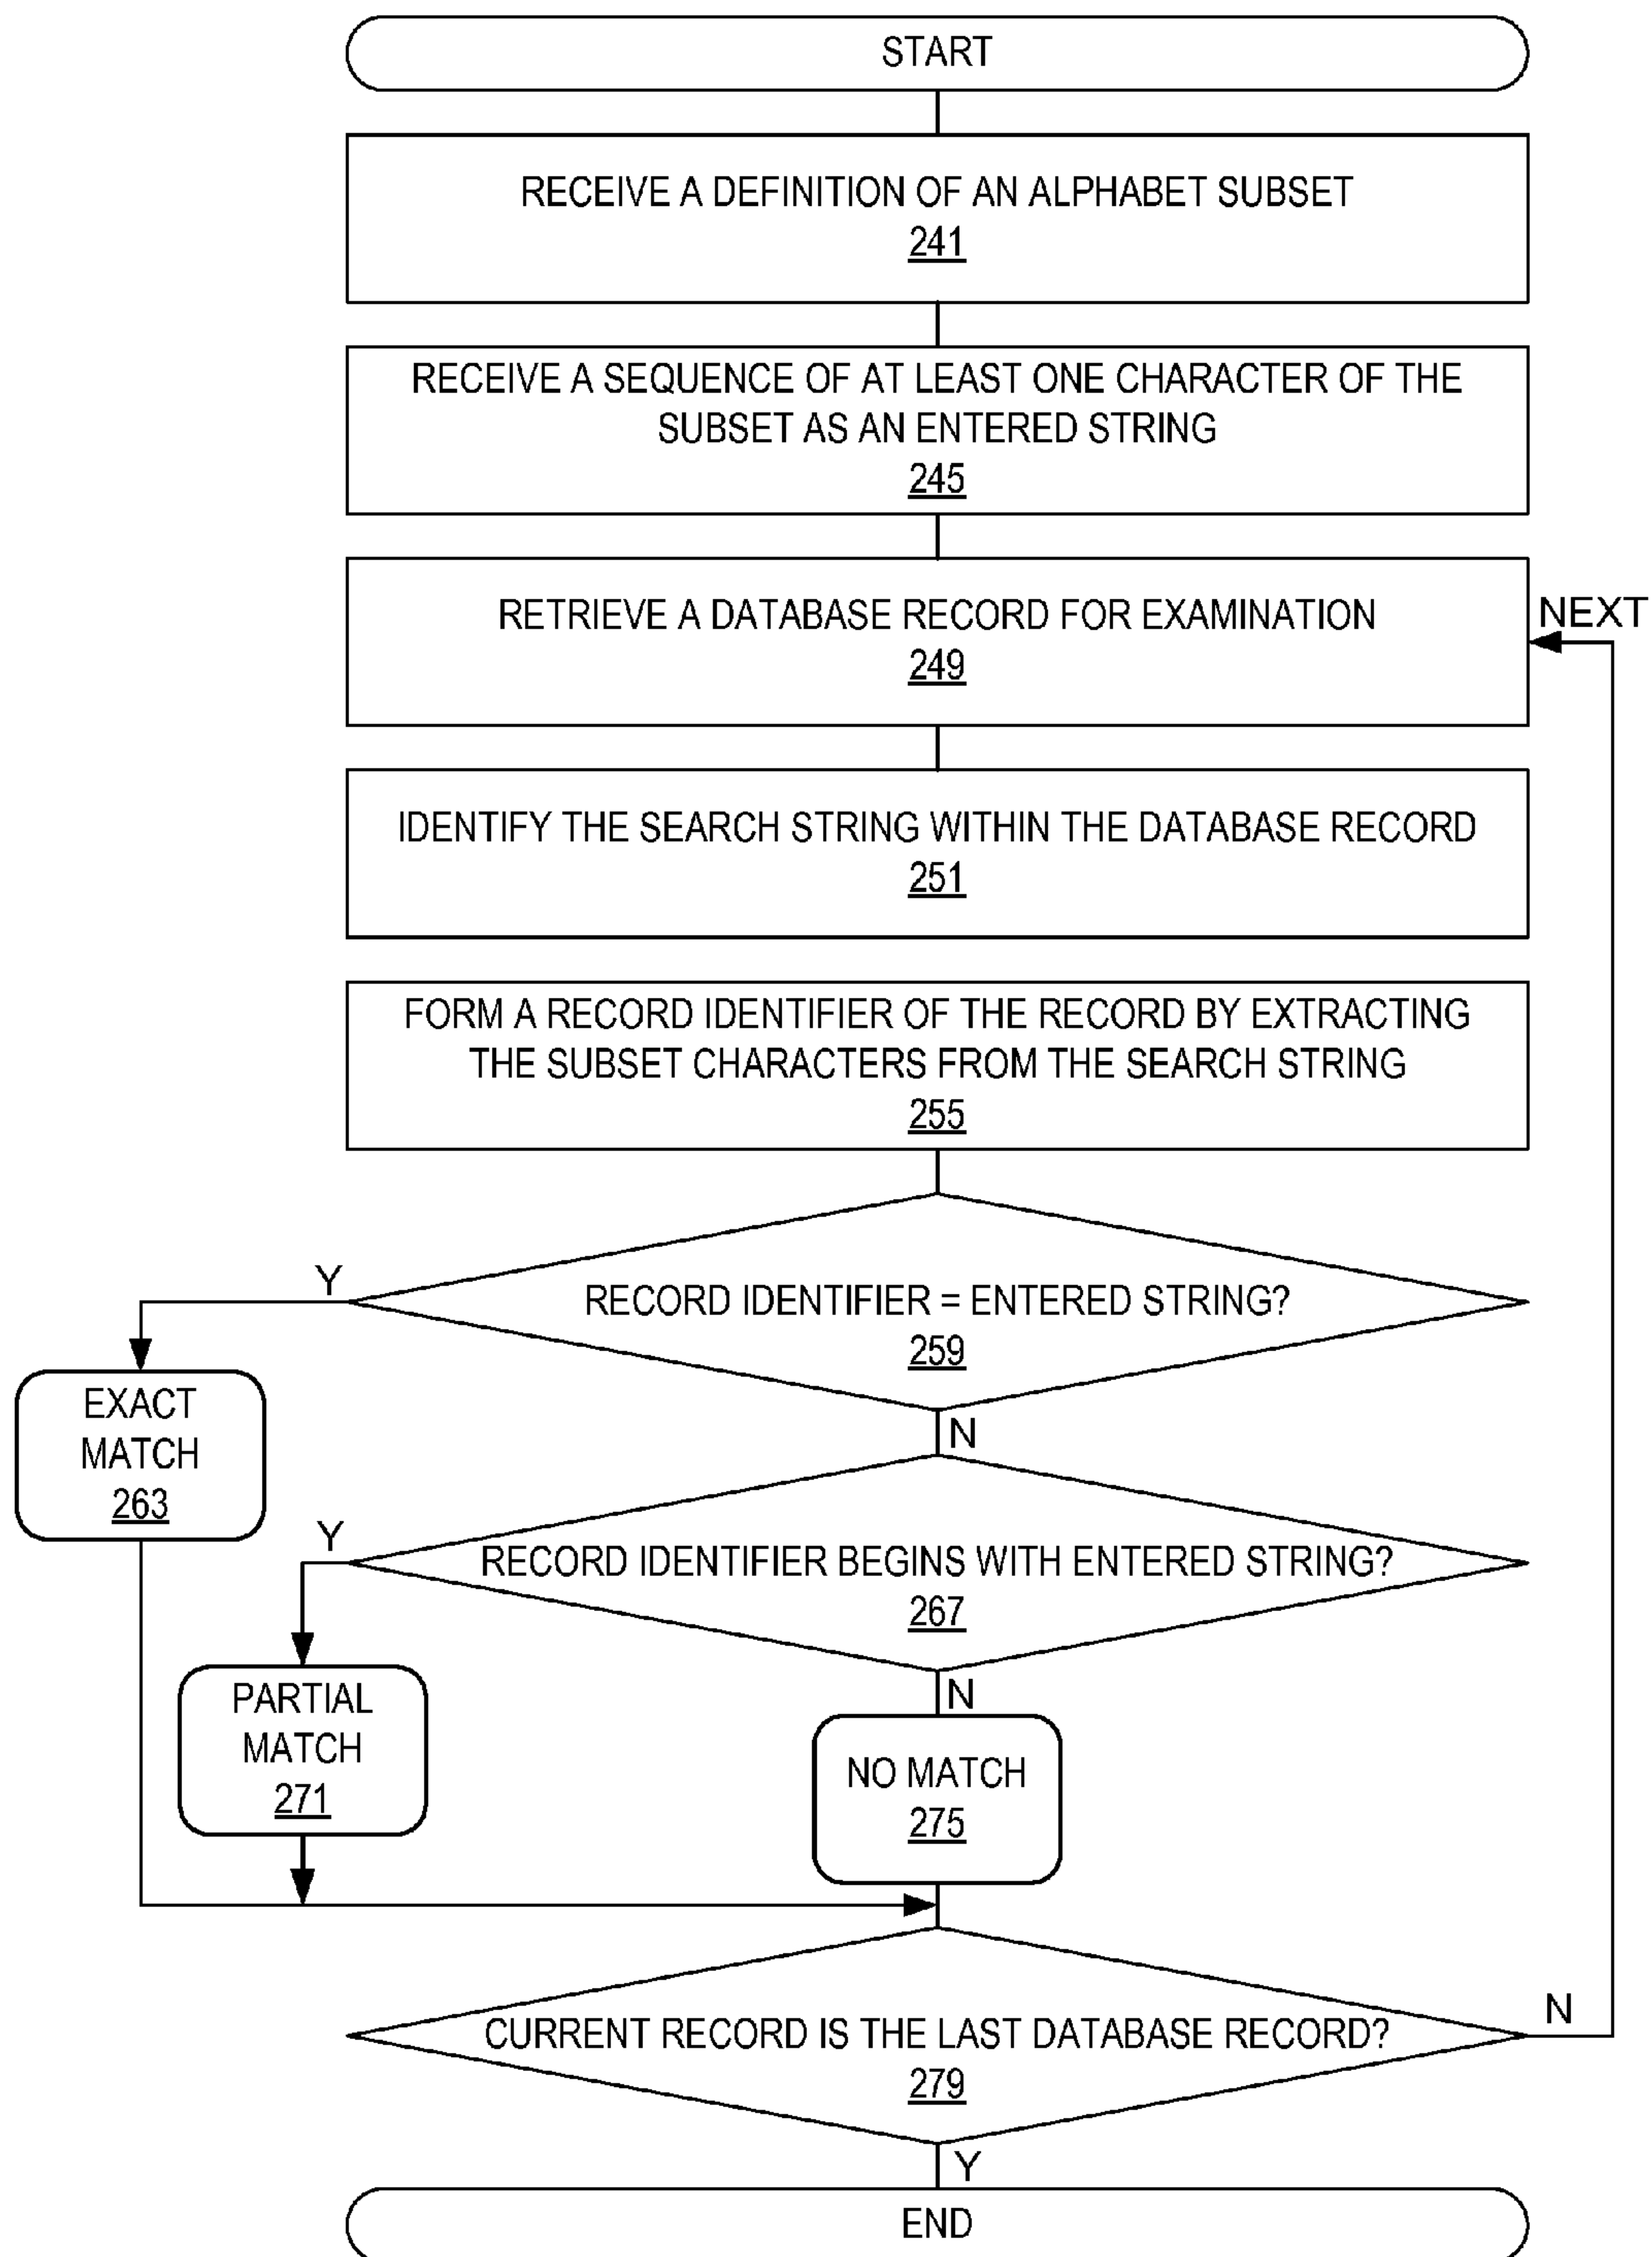 START
RECEIVE A DEFINITION OF AN ALPHABET SUBSET
241
RECEIVE A SEQUENCE OF AT LEAST ONE CHARACTER OF THE
SUBSET AS AN ENTERED STRING
245
RETRIEVE A DATABASE RECORD FOR EXAMINATION
249
NEXT
IDENTIFY THE SEARCH STRING WITHIN THE DATABASE RECORD
251
FORM A RECORD IDENTIFIER OF THE RECORD BY EXTRACTING
THE SUBSET CHARACTERS FROM THE SEARCH STRING
255
Y
RECORD IDENTIFIER = ENTERED STRING?
259
EXACT
MATCH
263
N
Y
RECORD IDENTIFIER BEGINS WITH ENTERED STRING?
267
PARTIAL
MATCH
271
N
NO MATCH
275
CURRENT RECORD IS THE LAST DATABASE RECORD?
279
N
Y
END